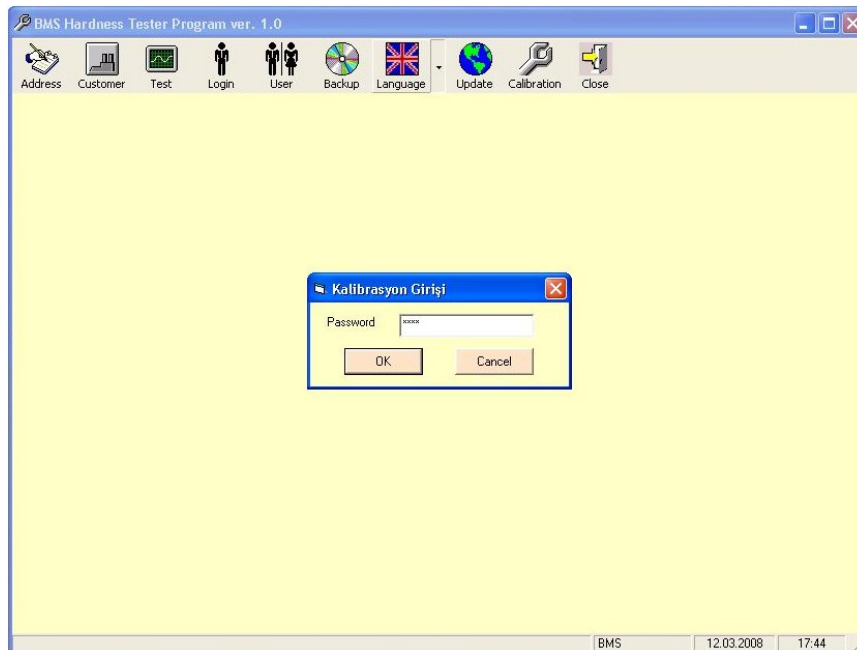 BMS Hardness Tester Program ver. 1.0
Address Customer Test Login User Backup Language Update Calibration Close
Kalibrasyon Girişi
Password xxxx
OK Cancel
BMS 12.03.2008 17:44